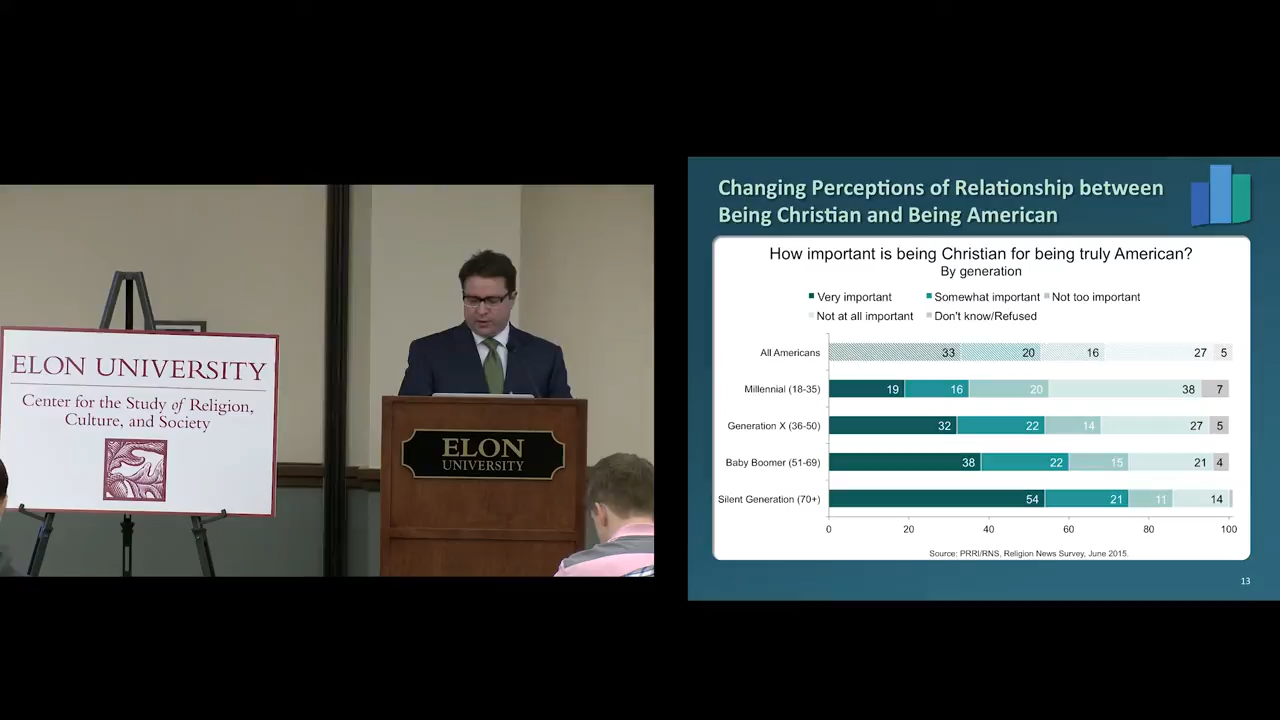 ELON UNIVERSITY
Center for the Study of Religion,
Culture, and Society
ELON
UNIVERSITY
Changing Perceptions of Relationship between
Being Christian and Being American
How important is being Christian for being truly American?
By generation
Very important Somewhat important Not too important
Not at all important Don't know/Refused
All Americans 33 20 16 27 5
Millennial (18-35) 19 16 20 38 7
Generation X (36-50) 32 22 14 27 5
Baby Boomer (51-69) 38 22 15 21 4
Silent Generation (70+) 54 21 11 14
0 20 40 60 80 100
Source: PRRI/RNS, Religion News Survey, June 2015.
13